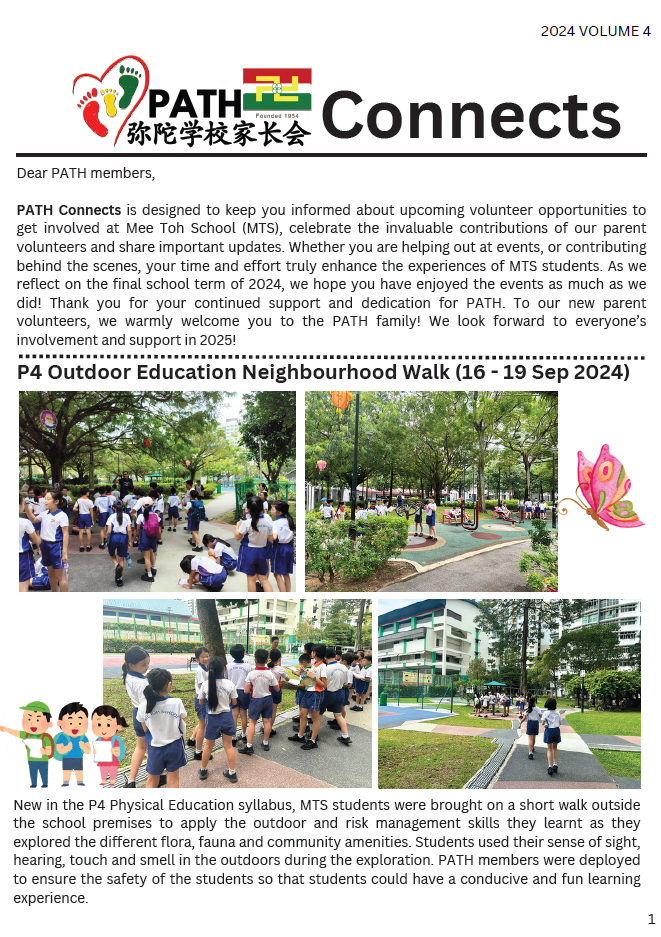 2024 VOLUME 4
PATH
Founded 1954
弥陀学校家长会
Connects
Dear PATH members,
PATH Connects is designed to keep you informed about upcoming volunteer opportunities to
get involved at Mee Toh School (MTS), celebrate the invaluable contributions of our parent
volunteers and share important updates. Whether you are helping out at events, or contributing
behind the scenes, your time and effort truly enhance the experiences of MTS students. As we
reflect on the final school term of 2024, we hope you have enjoyed the events as much as we
did! Thank you for your continued support and dedication for PATH. To our new parent
volunteers, we warmly welcome you to the PATH family! We look forward to everyone’s
involvement and support in 2025!
P4 Outdoor Education Neighbourhood Walk (16 - 19 Sep 2024)
New in the P4 Physical Education syllabus, MTS students were brought on a short walk outside
the school premises to apply the outdoor and risk management skills they learnt as they
explored the different flora, fauna and community amenities. Students used their sense of sight,
hearing, touch and smell in the outdoors during the exploration. PATH members were deployed
to ensure the safety of the students so that students could have a conducive and fun learning
experience.
1